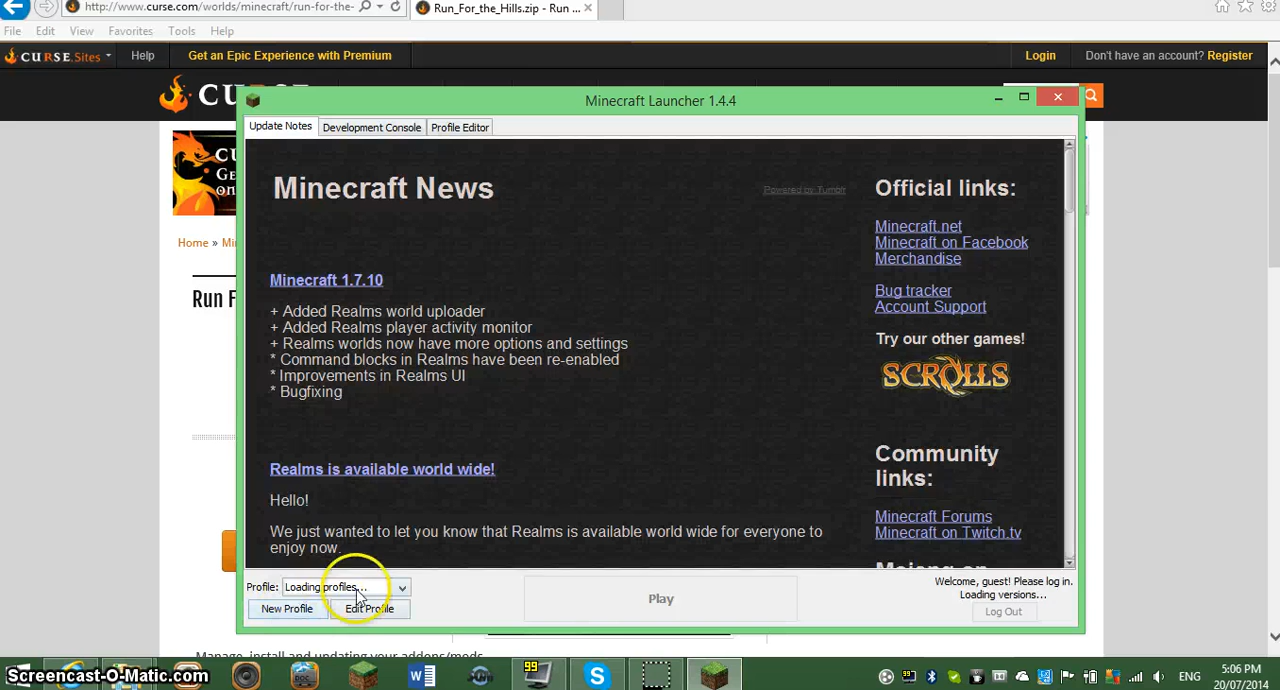 http://www.curse.com/worlds/minecraft/run-for-the-
Run_For_the_Hills.zip - Run ...
File Edit View Favorites Tools Help
CURSE.Sites Help Get an Epic Experience with Premium Login Don't have an account? Register
CU
Minecraft Launcher 1.4.4
Update Notes Development Console Profile Editor
Minecraft News
Powered by Tumblr
Official links:
Minecraft.net
Minecraft on Facebook
Merchandise
Home » Mi
Minecraft 1.7.10
Bug tracker
Run F
Account Support
+ Added Realms world uploader
+ Added Realms player activity monitor
+ Realms worlds now have more options and settings
* Command blocks in Realms have been re-enabled
* Improvements in Realms UI
* Bugfixing
Try our other games!
SCROLLS
Realms is available world wide!
Community
links:
Hello!
We just wanted to let you know that Realms is available world wide for everyone to
enjoy now.
Minecraft Forums
Minecraft on Twitch.tv
Profile: Loading profiles...
New Profile Edit Profile
Play
Welcome, guest! Please log in.
Loading versions...
Log Out
Manage, install and updating your addons/mods
Screencast-O-Matic.com
99
ENG
5:06 PM
20/07/2014